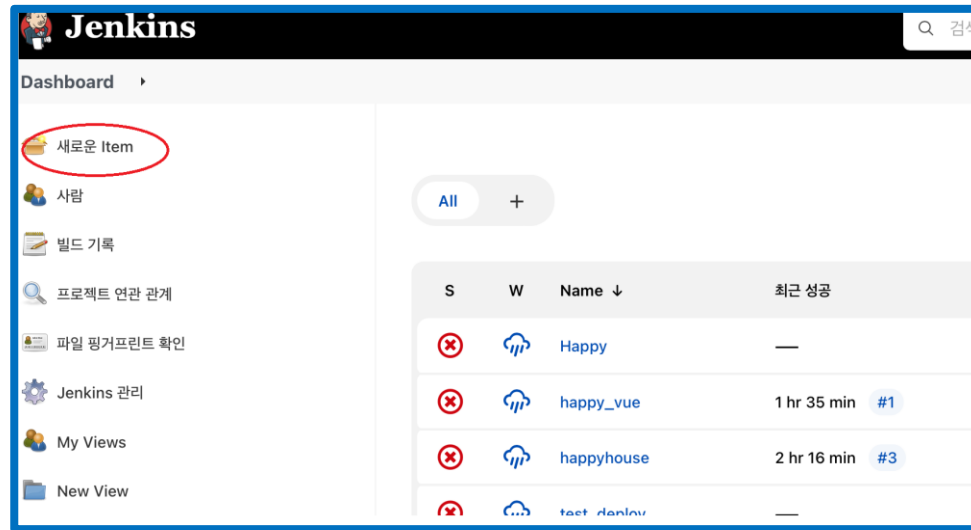 Jenkins
Dashboard
새로운 Item
사람
빌드 기록
프로젝트 연관 관계
파일 핑거프린트 확인
Jenkins 관리
My Views
New View
All +
S W Name ↓ 최근 성공
Happy —
happy_vue 1 hr 35 min #1
happyhouse 2 hr 16 min #3
test_deploy —